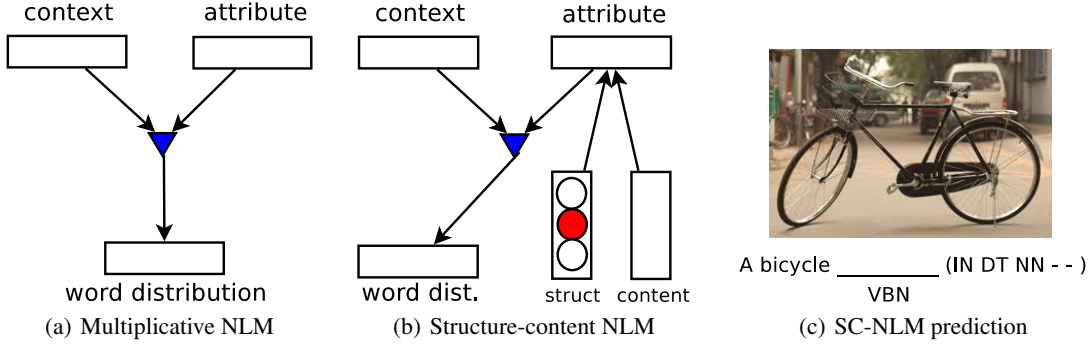 context attribute
word distribution
(a) Multiplicative NLM
context attribute
word dist.
struct content
(b) Structure-content NLM
A bicycle ________ (IN DT NN - - )
VBN
(c) SC-NLM prediction